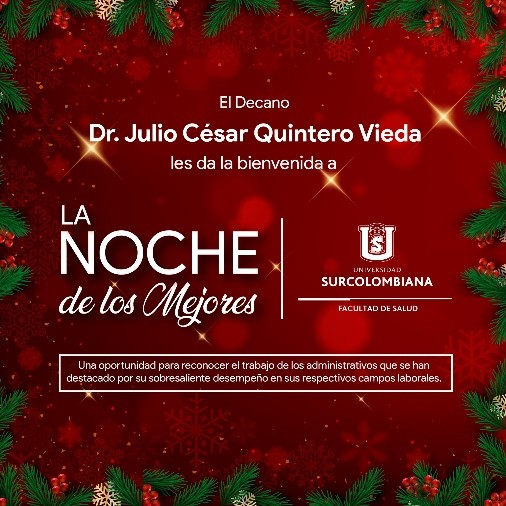 El Decano
Dr. Julio César Quintero Vieda
les da la bienvenida a
LA
NOCHE
de los Mejores
UNIVERSIDAD
SURCOLOMBIANA
FACULTAD DE SALUD
Una oportunidad para reconocer el trabajo de los administrativos que se han
destacado por su sobresaliente desempeño en sus respectivos campos laborales.